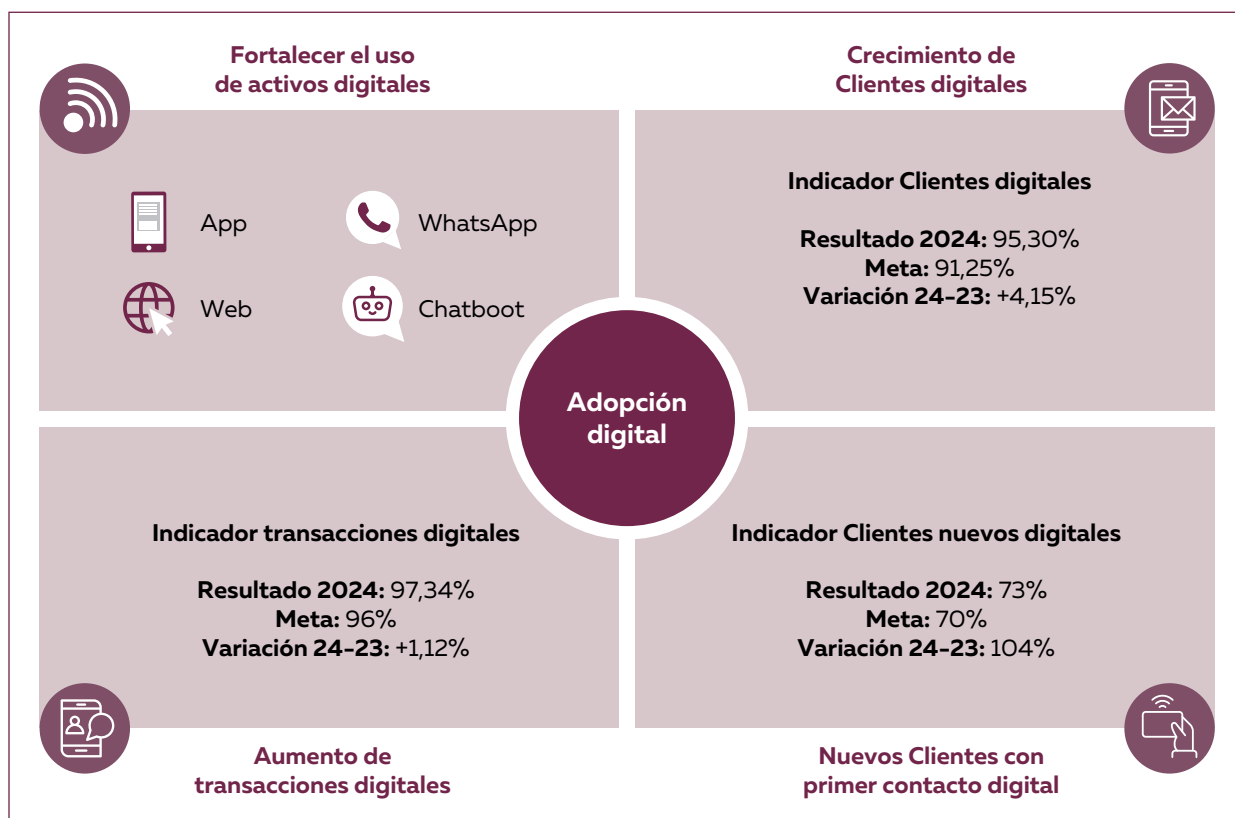 Fortalecer el uso
de activos digitales
App
WhatsApp
Web
Chatboot
Crecimiento de
Clientes digitales
Indicador Clientes digitales
Resultado 2024: 95,30%
Meta: 91,25%
Variación 24-23: +4,15%
Adopción
digital
Indicador transacciones digitales
Resultado 2024: 97,34%
Meta: 96%
Variación 24-23: +1,12%
Aumento de
transacciones digitales
Indicador Clientes nuevos digitales
Resultado 2024: 73%
Meta: 70%
Variación 24-23: 104%
Nuevos Clientes con
primer contacto digital